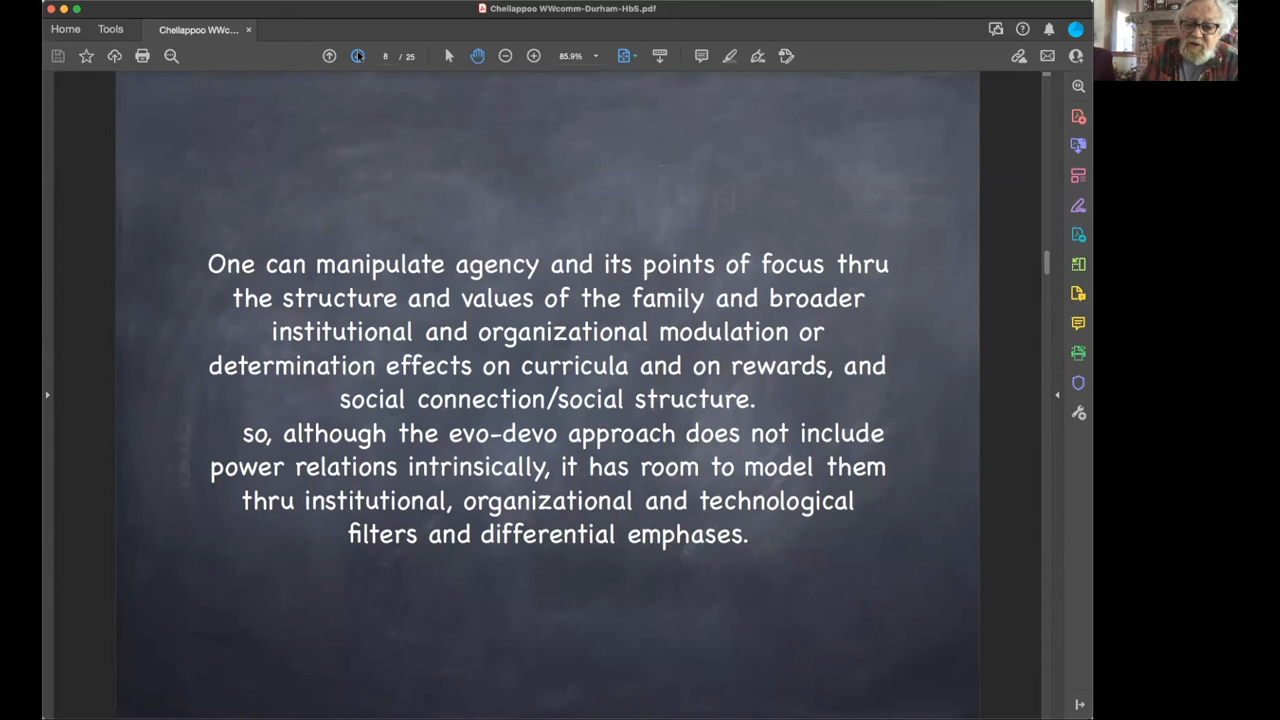 Chellappoo WWcomm-Durham-HbS.pdf
Home
Tools
Chellappoo WWc...
8 / 25
85.9%
One can manipulate agency and its points of focus thru
the structure and values of the family and broader
institutional and organizational modulation or
determination effects on curricula and on rewards, and
social connection/social structure.
so, although the evo-devo approach does not include
power relations intrinsically, it has room to model them
thru institutional, organizational and technological
filters and differential emphases.